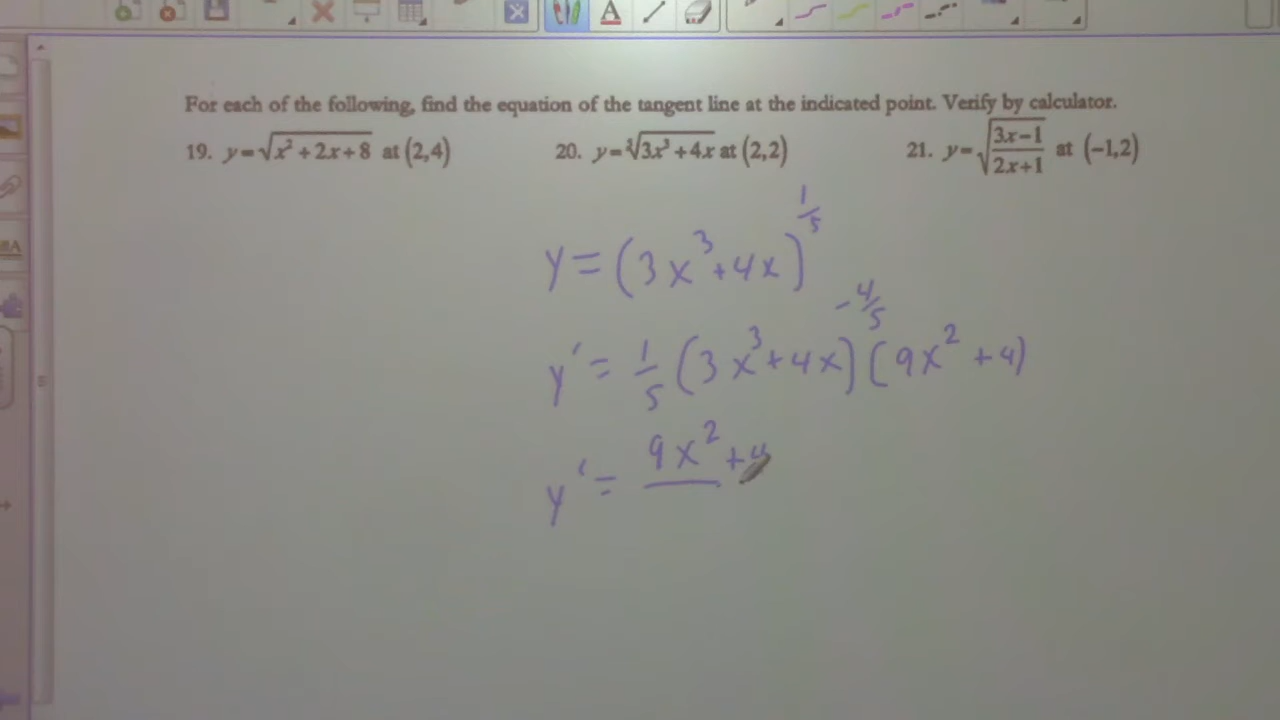 For each of the following, find the equation of the tangent line at the indicated point. Verify by calculator.
19. y=√(x²+2x+8) at (2,4)
20. y=⁵√(3x³+4x) at (2,2)
21. y=√((3x−1)/(2x+1)) at (−1,2)
y = (3x³+4x)^(1/5)
y' = 1/5 (3x³+4x)^(-4/5) (9x²+4)
y' = 9x²+4